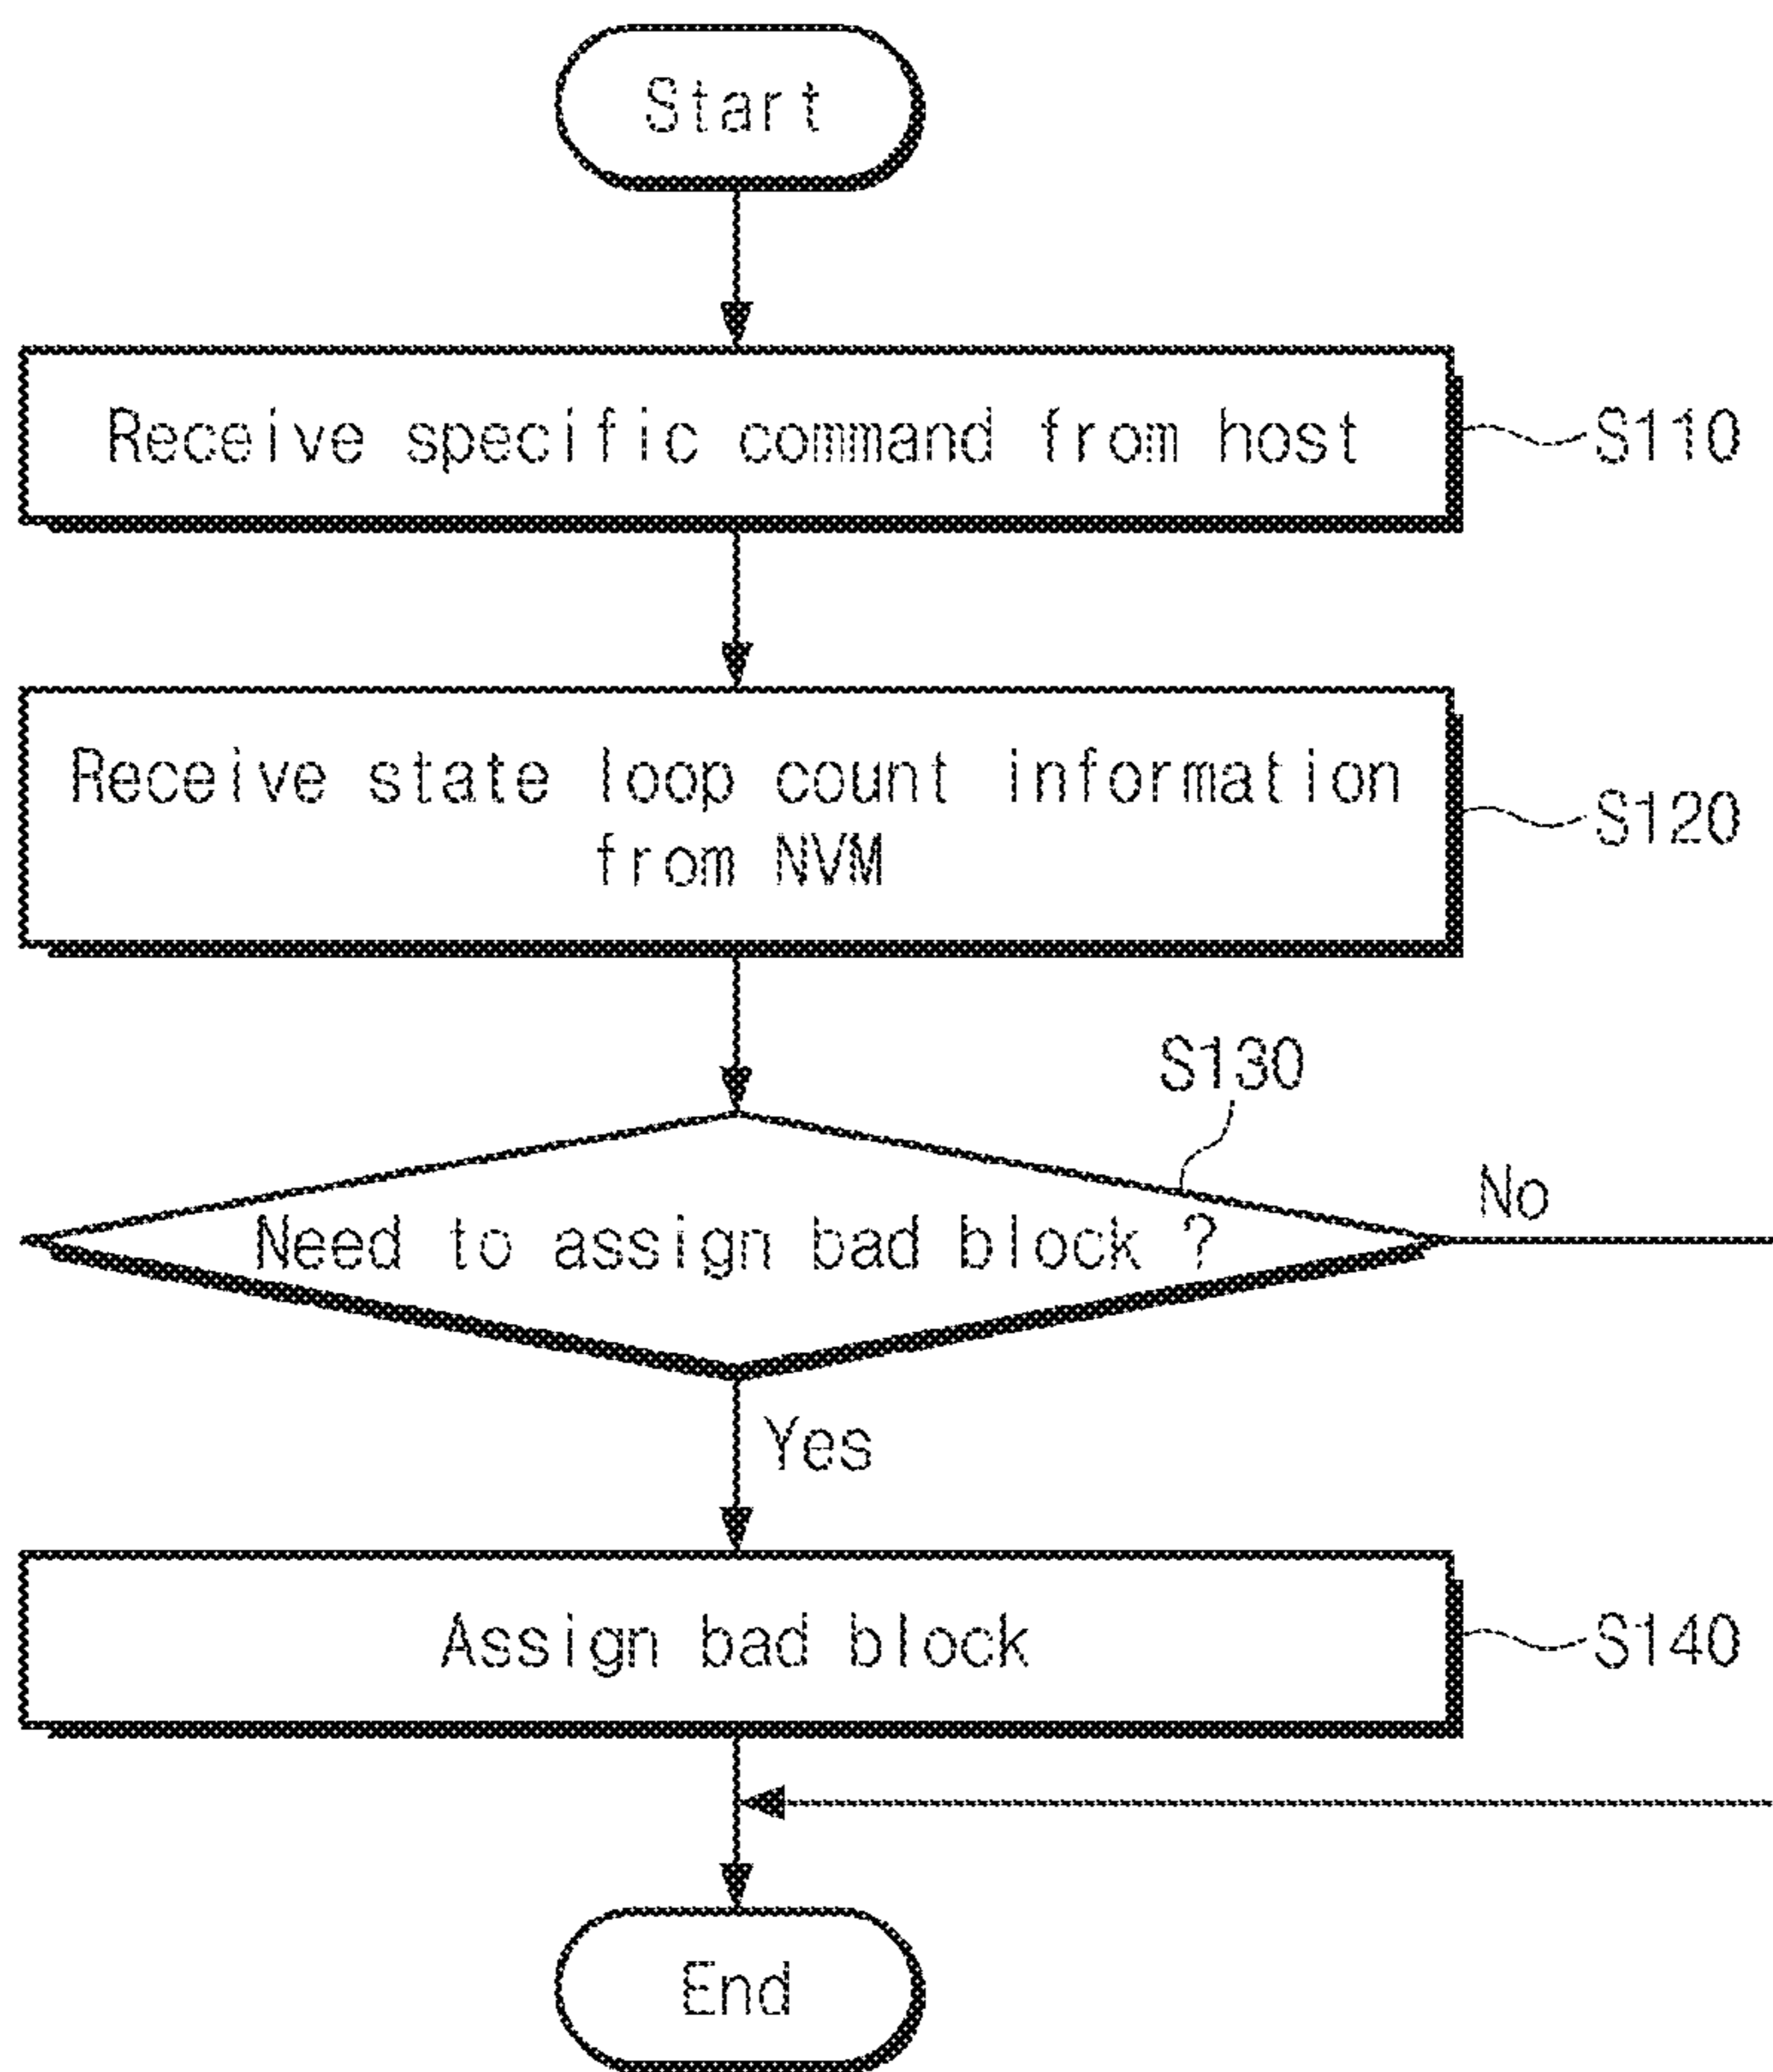 Start
Receive specific command from host
S110
Receive state loop count information
from NVM
S120
S130
Need to assign bad block ?
No
Yes
Assign bad block
S140
End